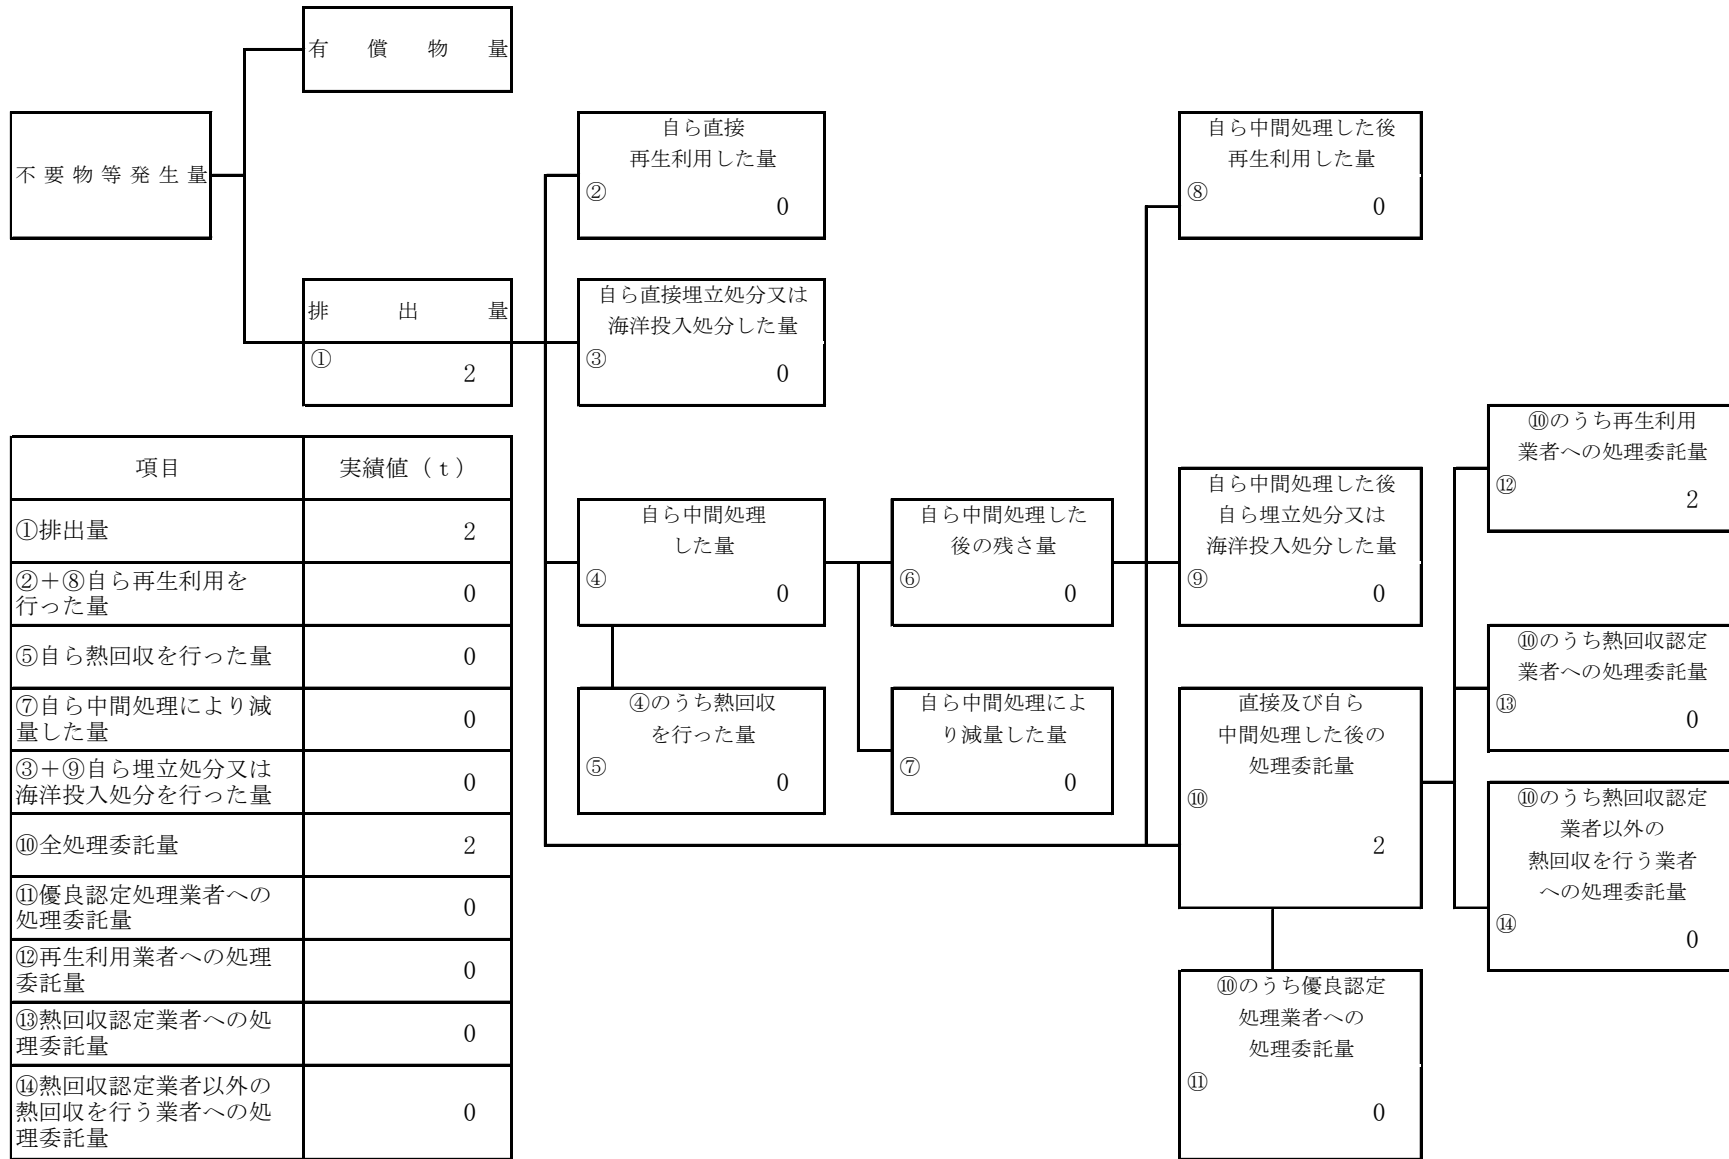 有償物量
不要物等発生量
排出量
①
2
自ら直接
再生利用した量
②
0
自ら直接埋立処分又は
海洋投入処分した量
③
0
自ら中間処理
した量
④
0
④のうち熱回収
を行った量
⑤
0
自ら中間処理した
後の残さ量
⑥
0
自ら中間処理によ
り減量した量
⑦
0
自ら中間処理した後
再生利用した量
⑧
0
自ら中間処理した後
自ら埋立処分又は
海洋投入処分した量
⑨
0
直接及び自ら
中間処理した後の
処理委託量
⑩
2
⑩のうち優良認定
処理業者への
処理委託量
⑪
0
⑩のうち再生利用
業者への処理委託量
⑫
2
⑩のうち熱回収認定
業者への処理委託量
⑬
0
⑩のうち熱回収認定
業者以外の
熱回収を行う業者
への処理委託量
⑭
0
項目 実績値（ｔ）
①排出量 2
②＋⑧自ら再生利用を
行った量 0
⑤自ら熱回収を行った量 0
⑦自ら中間処理により減
量した量 0
③＋⑨自ら埋立処分又は
海洋投入処分を行った量 0
⑩全処理委託量 2
⑪優良認定処理業者への
処理委託量 0
⑫再生利用業者への処理
委託量 0
⑬熱回収認定業者への処
理委託量 0
⑭熱回収認定業者以外の
熱回収を行う業者への処
理委託量 0